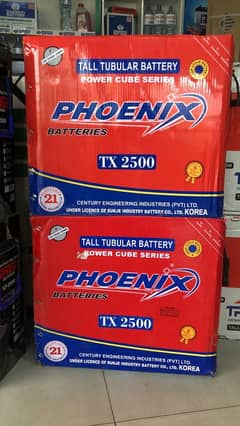 TALL TUBULAR BATTERY
POWER CUBE SERIES
PHOENIX
BATTERIES
TX 2500
21
CENTURY ENGINEERING INDUSTRIES (PVT) LTD.
UNDER LICENCE OF KUKJE INDUSTRY BATTERY CO., LTD. KOREA
TALL TUBULAR BATTERY
POWER CUBE SERIES
PHOENIX
BATTERIES
TX 2500
21
CENTURY ENGINEERING INDUSTRIES (PVT) LTD.
UNDER LICENCE OF KUKJE INDUSTRY BATTERY CO., LTD. KOREA